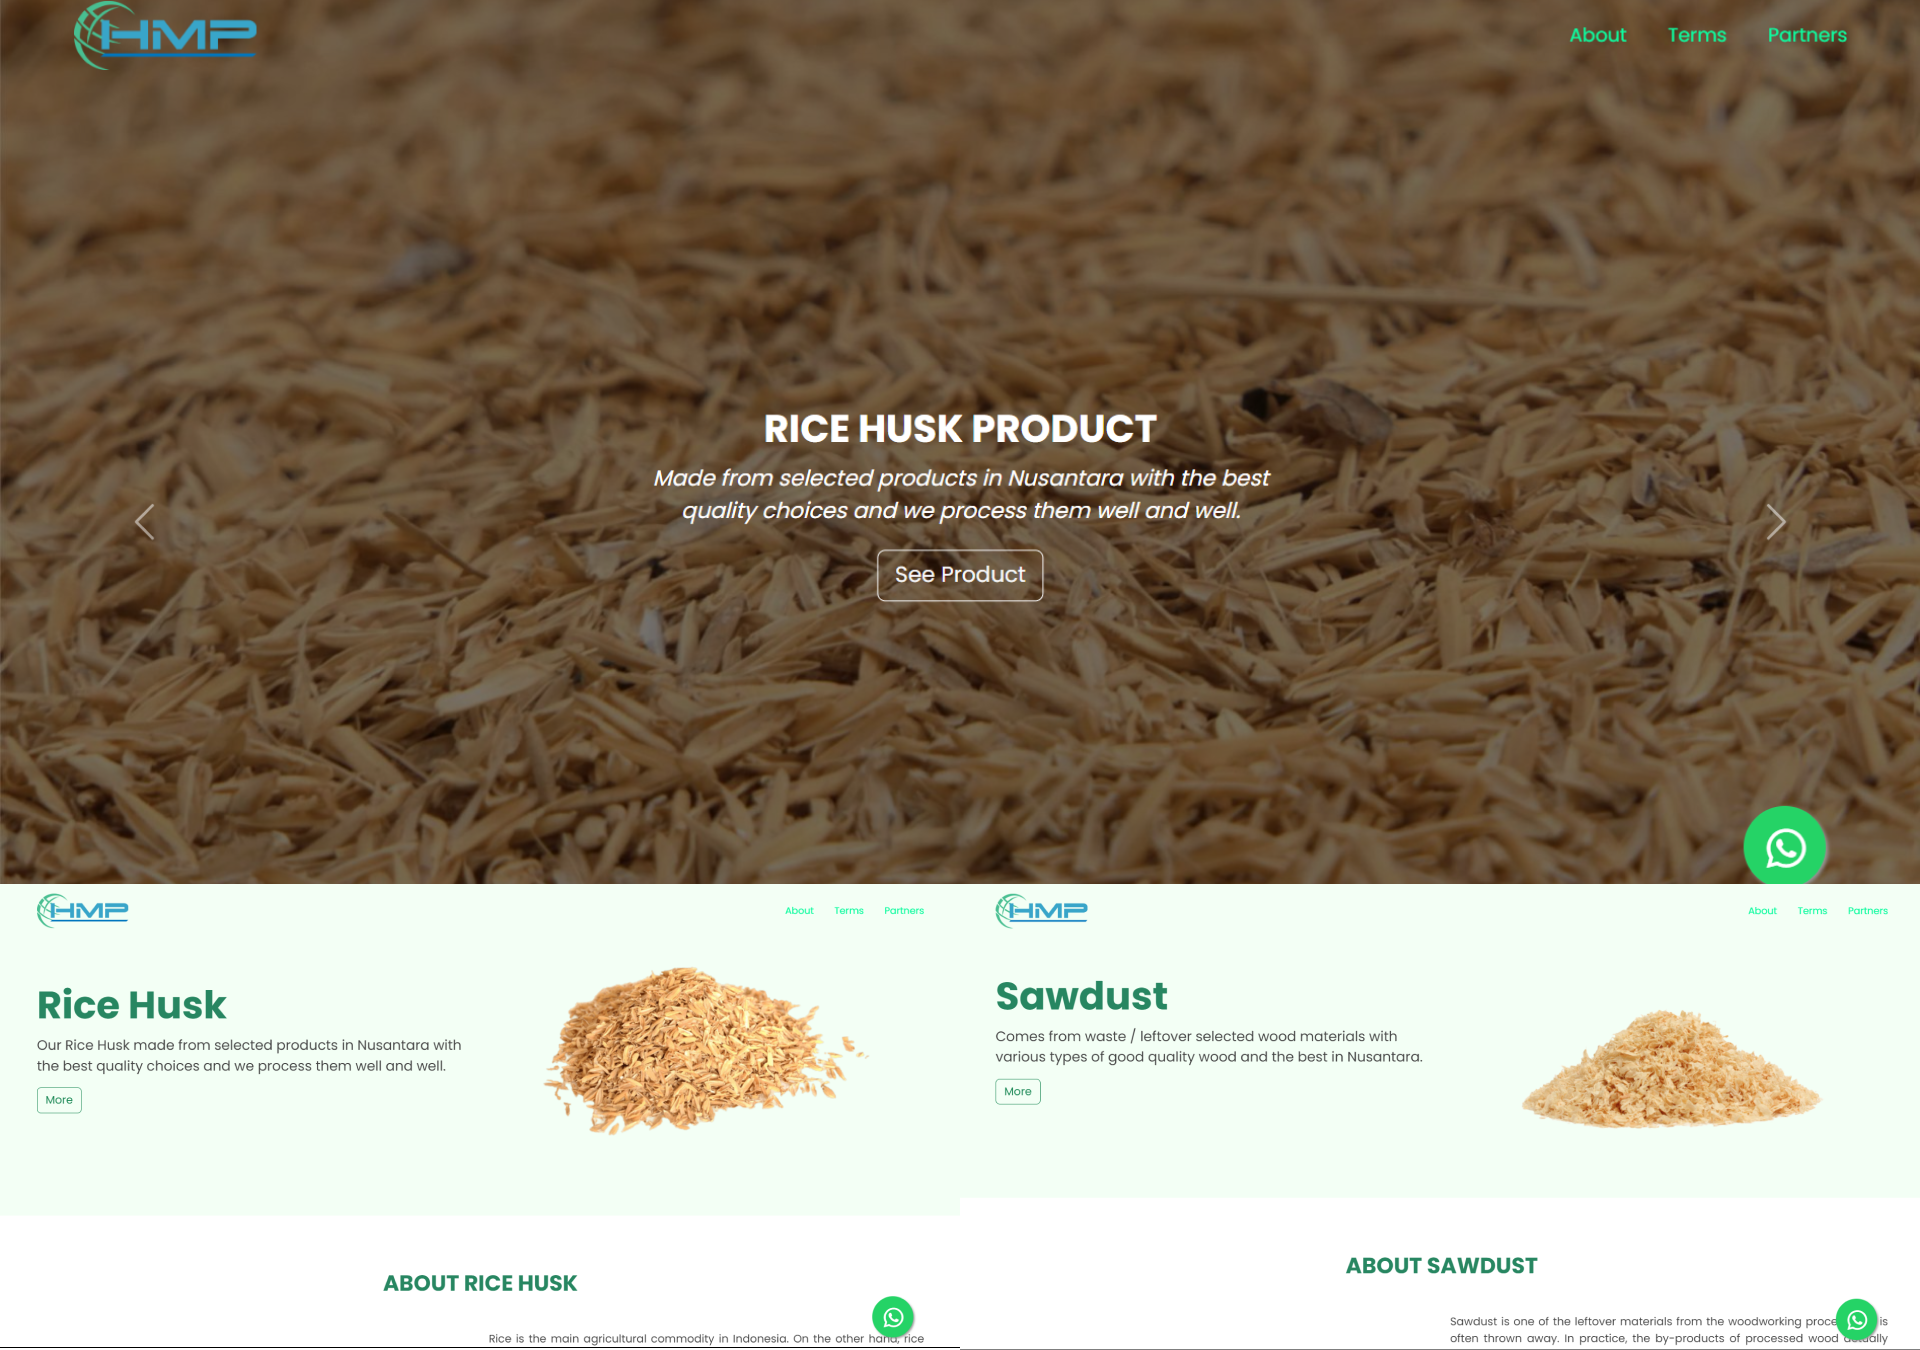 HMP
About Terms Partners
RICE HUSK PRODUCT
Made from selected products in Nusantara with the best
quality choices and we process them well and well.
See Product
HMP
About Terms Partners
Rice Husk
Our Rice Husk made from selected products in Nusantara with
the best quality choices and we process them well and well.
More
ABOUT RICE HUSK
Rice is the main agricultural commodity in Indonesia. On the other hand, rice
HMP
About Terms Partners
Sawdust
Comes from waste / leftover selected wood materials with
various types of good quality wood and the best in Nusantara.
More
ABOUT SAWDUST
Sawdust is one of the leftover materials from the woodworking is
often thrown away. In practice, the by-products of processed wood actually